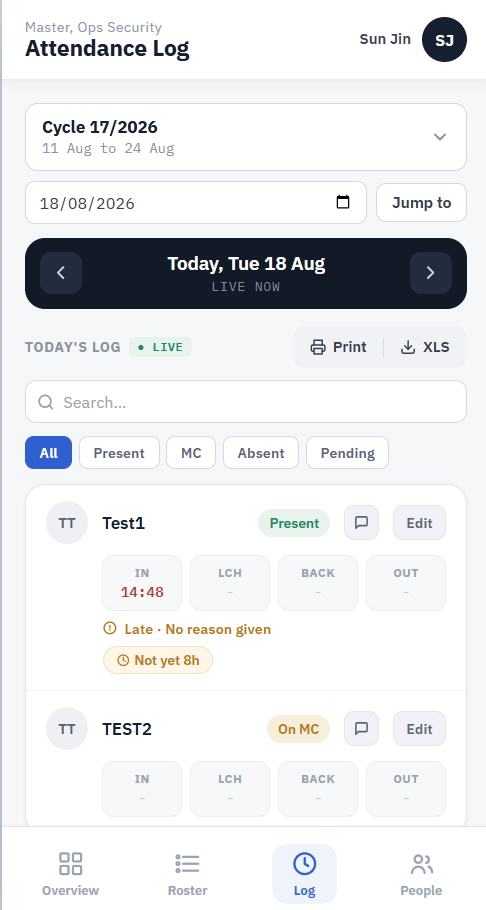 Master, Ops Security
Attendance Log
Sun Jin
SJ
Cycle 17/2026
11 Aug to 24 Aug
18/08/2026
Jump to
Today, Tue 18 Aug
LIVE NOW
TODAY'S LOG
● LIVE
Print
XLS
Search...
All
Present
MC
Absent
Pending
TT
Test1
Present
Edit
IN
14:48
LCH
-
BACK
-
OUT
-
Late · No reason given
Not yet 8h
TT
TEST2
On MC
Edit
IN
-
LCH
-
BACK
-
OUT
-
Overview
Roster
Log
People